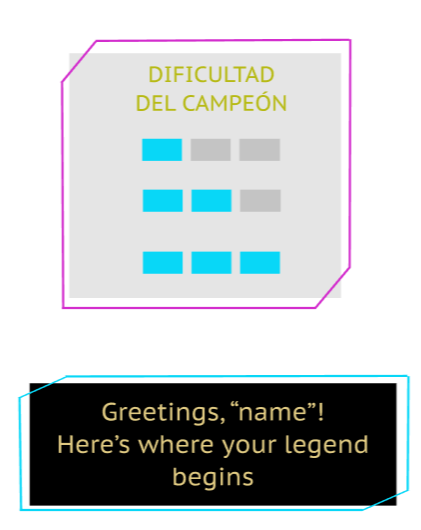 DIFICULTAD
DEL CAMPEÓN
Greetings, “name”!
Here’s where your legend
begins